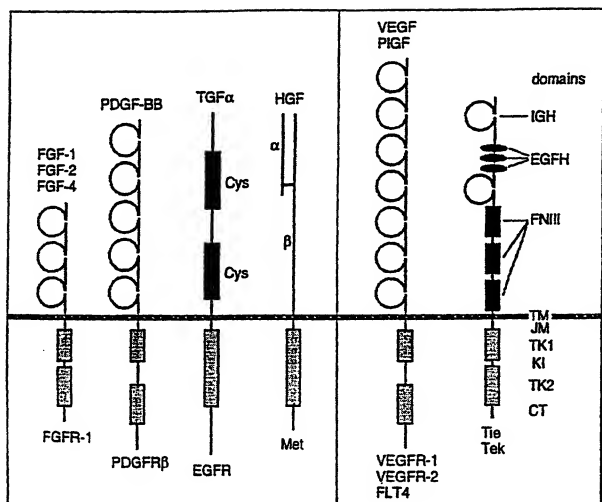 FGF-1
FGF-2
FGF-4
PDGF-BB
TGFα
HGF
α
β
Cys
Cys
FGFR-1
PDGFRβ
EGFR
Met
VEGF
PlGF
domains
IGH
EGFH
FNIII
TM
JM
TK1
KI
TK2
CT
VEGFR-1
VEGFR-2
FLT4
Tie
Tek